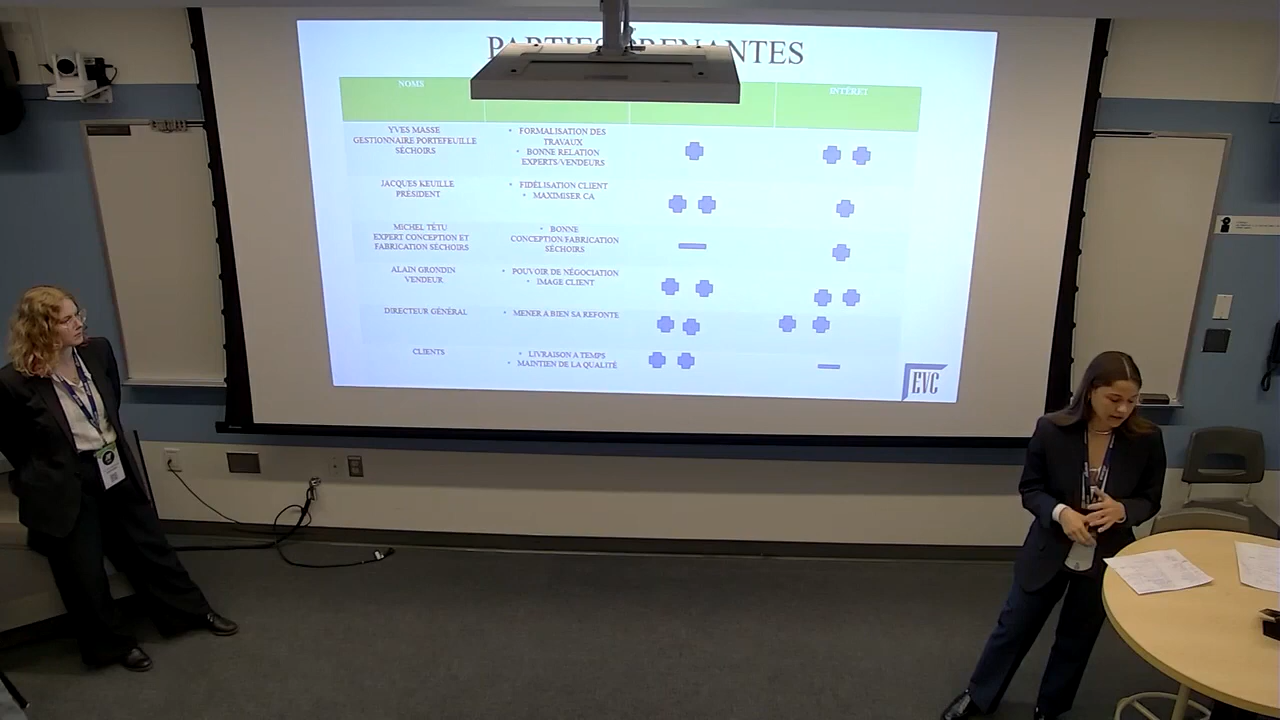 PARTIES PRENANTES
NOMS
INTÉRET
YVES MASSE
GESTIONNAIRE PORTEFEUILLE
SÉCHOIRS
• FORMALISATION DES
TRAVAUX
• BONNE RELATION
EXPERTS/VENDEURS
JACQUES KEUILLE
PRÉSIDENT
• FIDÉLISATION CLIENT
• MAXIMISER CA
MICHEL TÊTU
EXPERT CONCEPTION ET
FABRICATION SÉCHOIRS
• BONNE
CONCEPTION/FABRICATION
SÉCHOIRS
ALAIN GRONDIN
VENDEUR
• POUVOIR DE NÉGOCIATION
• IMAGE CLIENT
DIRECTEUR GÉNÉRAL
• MENER A BIEN SA REFONTE
CLIENTS
• LIVRAISON A TEMPS
• MAINTIEN DE LA QUALITÉ
EVC